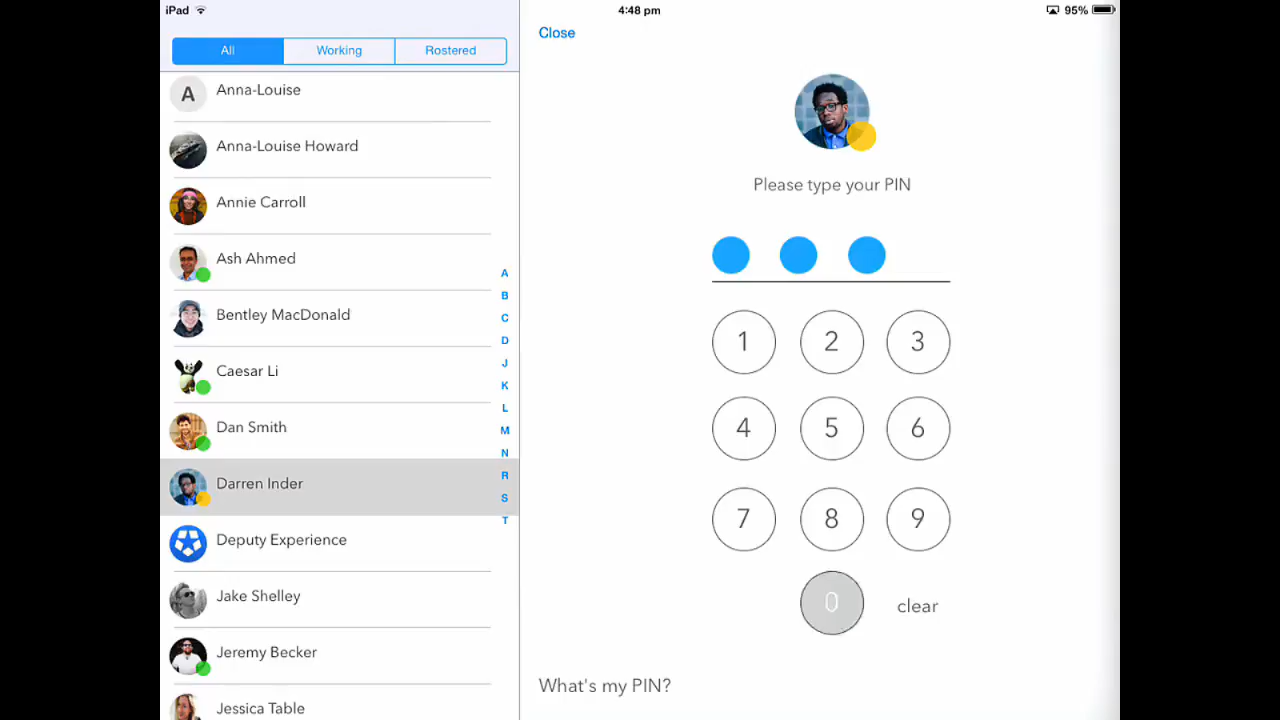 iPad
4:48 pm
95%
All
Working
Rostered
Close
A
Anna-Louise
Anna-Louise Howard
Annie Carroll
Ash Ahmed
Bentley MacDonald
Caesar Li
Dan Smith
Darren Inder
Deputy Experience
Jake Shelley
Jeremy Becker
Jessica Table
A
B
C
D
J
K
L
M
N
R
S
T
Please type your PIN
1 2 3
4 5 6
7 8 9
0 clear
What's my PIN?